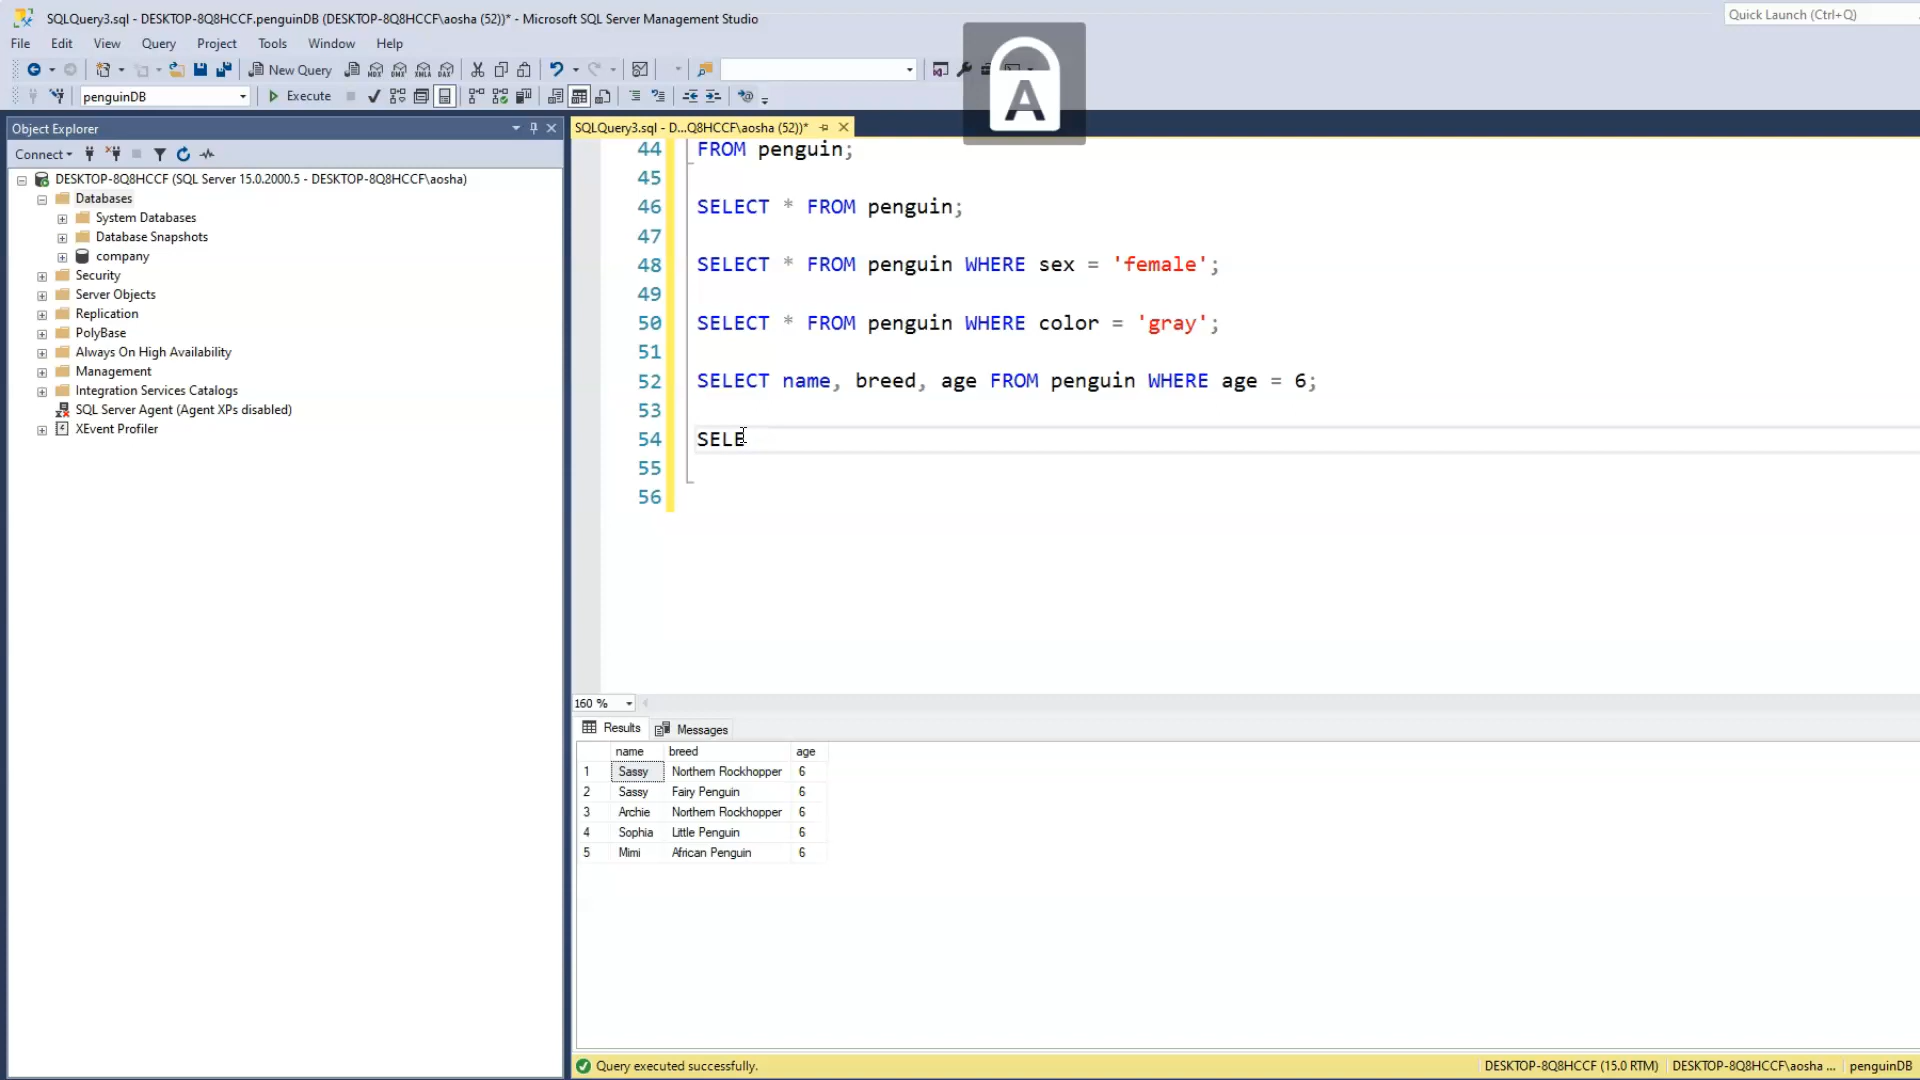 SQLQuery3.sql - DESKTOP-8Q8HCCF.penguinDB (DESKTOP-8Q8HCCF\aosha (52))* - Microsoft SQL Server Management Studio
Quick Launch (Ctrl+Q)
File Edit View Query Project Tools Window Help
New Query
penguinDB Execute
A
Object Explorer
SQLQuery3.sql - D...Q8HCCF\aosha (52))*
Connect
DESKTOP-8Q8HCCF (SQL Server 15.0.2000.5 - DESKTOP-8Q8HCCF\aosha)
Databases
System Databases
Database Snapshots
company
Security
Server Objects
Replication
PolyBase
Always On High Availability
Management
Integration Services Catalogs
SQL Server Agent (Agent XPs disabled)
XEvent Profiler
44 FROM penguin;
45
46 SELECT * FROM penguin;
47
48 SELECT * FROM penguin WHERE sex = 'female';
49
50 SELECT * FROM penguin WHERE color = 'gray';
51
52 SELECT name, breed, age FROM penguin WHERE age = 6;
53
54 SELE
55
56
160 %
Results Messages
name breed age
1 Sassy Northern Rockhopper 6
2 Sassy Fairy Penguin 6
3 Archie Northern Rockhopper 6
4 Sophia Little Penguin 6
5 Mimi African Penguin 6
Query executed successfully.
DESKTOP-8Q8HCCF (15.0 RTM) DESKTOP-8Q8HCCF\aosha ... penguinDB